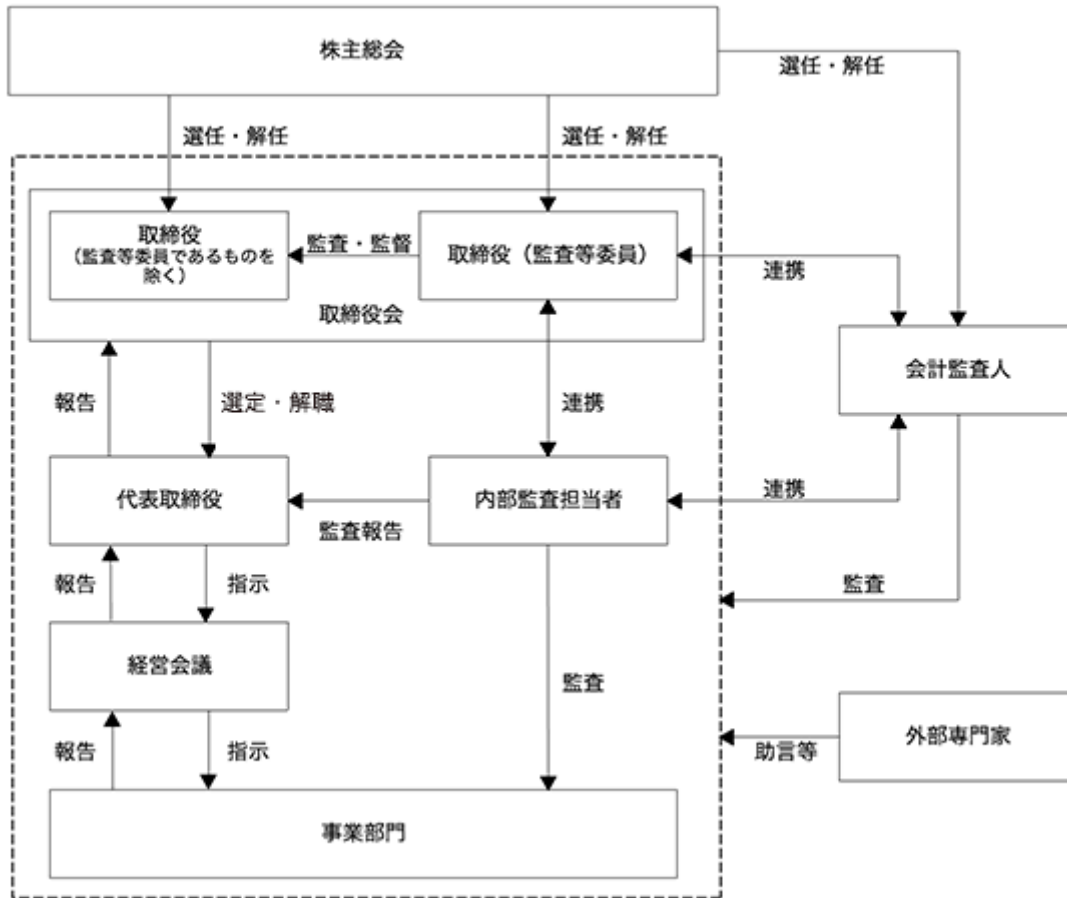 株主総会
選任・解任
選任・解任
選任・解任
取締役
（監査等委員であるものを
除く）
監査・監督
取締役（監査等委員）
連携
取締役会
会計監査人
報告
選定・解職
連携
代表取締役
監査報告
内部監査担当者
連携
報告
指示
監査
経営会議
監査
報告
指示
助言等
外部専門家
事業部門